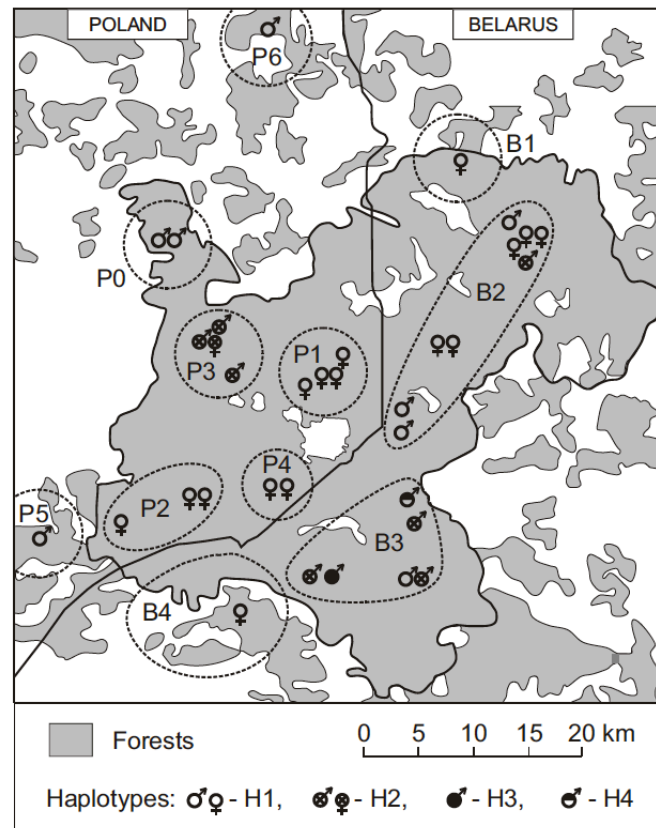 POLAND
BELARUS
P6
B1
P0
B2
P3
P1
P4
P2
P5
B3
B4
Forests
0 5 10 15 20 km
Haplotypes: ♂♀ - H1, ♂♀ - H2, ♂ - H3, ♂ - H4